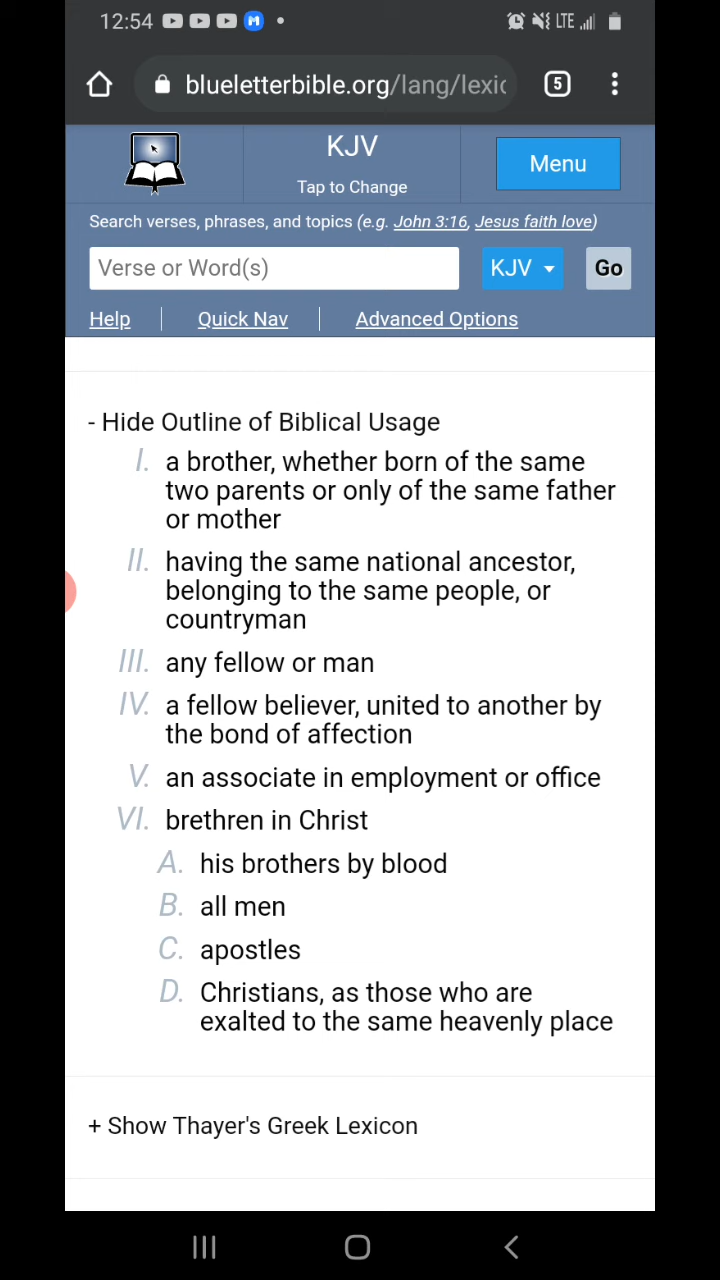 12:54
LTE
blueletterbible.org/lang/lexic
5
KJV
Tap to Change
Menu
Search verses, phrases, and topics (e.g. John 3:16, Jesus faith love)
Verse or Word(s)
KJV
Go
Help
Quick Nav
Advanced Options
- Hide Outline of Biblical Usage
I. a brother, whether born of the same
two parents or only of the same father
or mother
II. having the same national ancestor,
belonging to the same people, or
countryman
III. any fellow or man
IV. a fellow believer, united to another by
the bond of affection
V. an associate in employment or office
VI. brethren in Christ
A. his brothers by blood
B. all men
C. apostles
D. Christians, as those who are
exalted to the same heavenly place
+ Show Thayer's Greek Lexicon